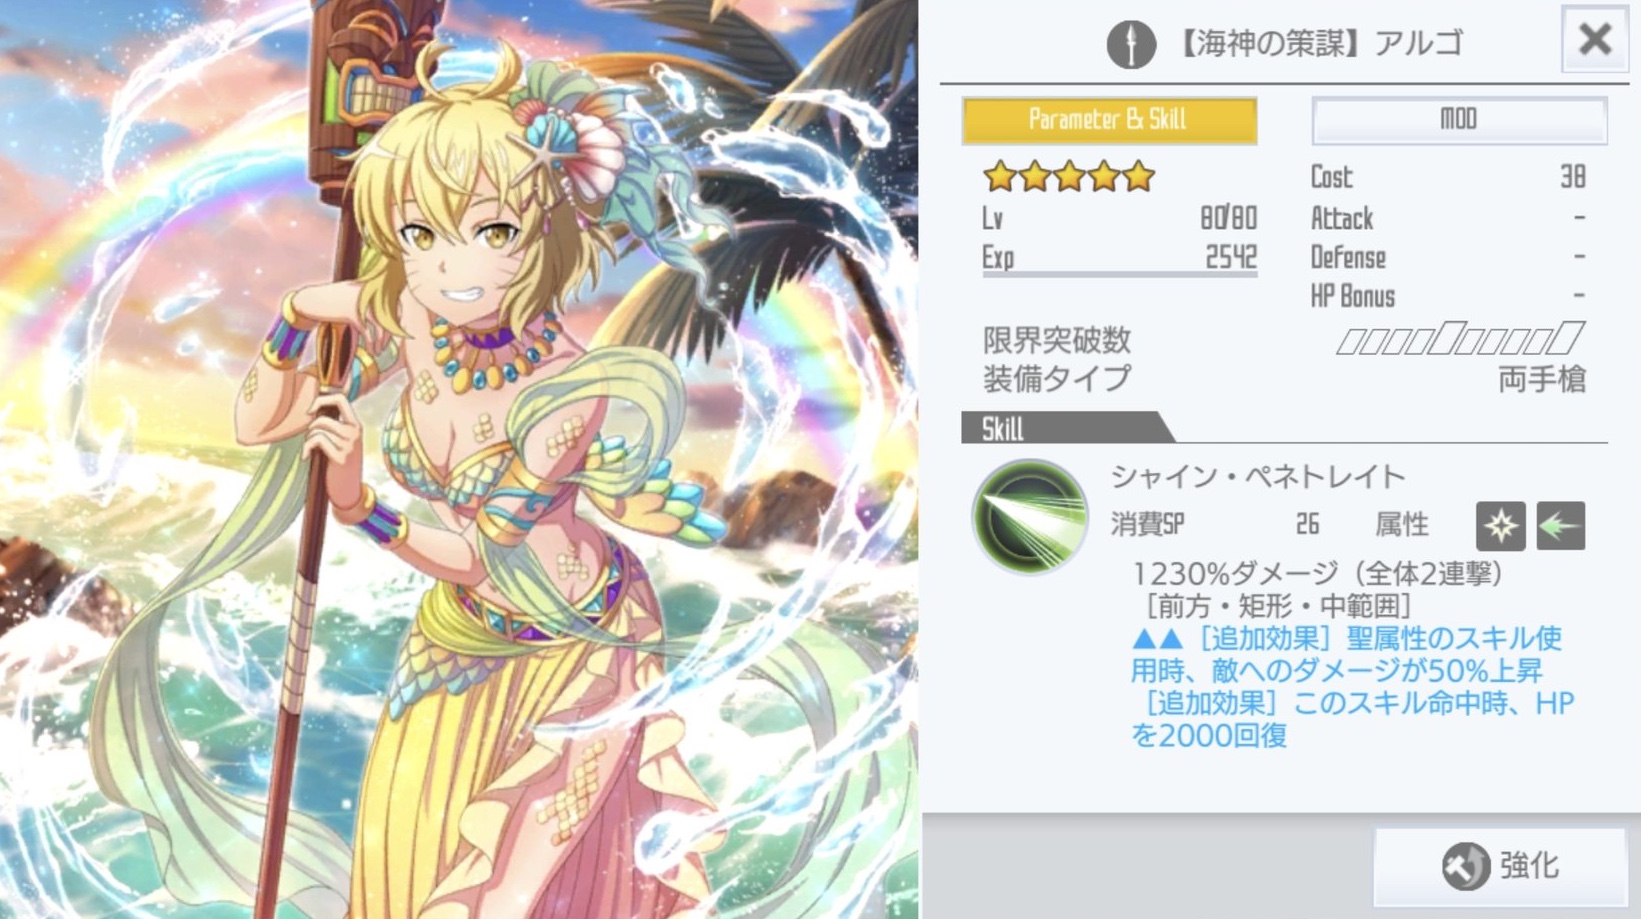 【海神の策謀】アルゴ
Parameter & Skill
MOD
Cost 38
Lv 80/80
Attack -
Exp 2542
Defense -
HP Bonus -
限界突破数
装備タイプ 両手槍
Skill
シャイン・ペネトレイト
消費SP 26 属性
1230%ダメージ（全体2連撃）
［前方・矩形・中範囲］
▲▲［追加効果］聖属性のスキル使
用時、敵へのダメージが50%上昇
［追加効果］このスキル命中時、HP
を2000回復
強化